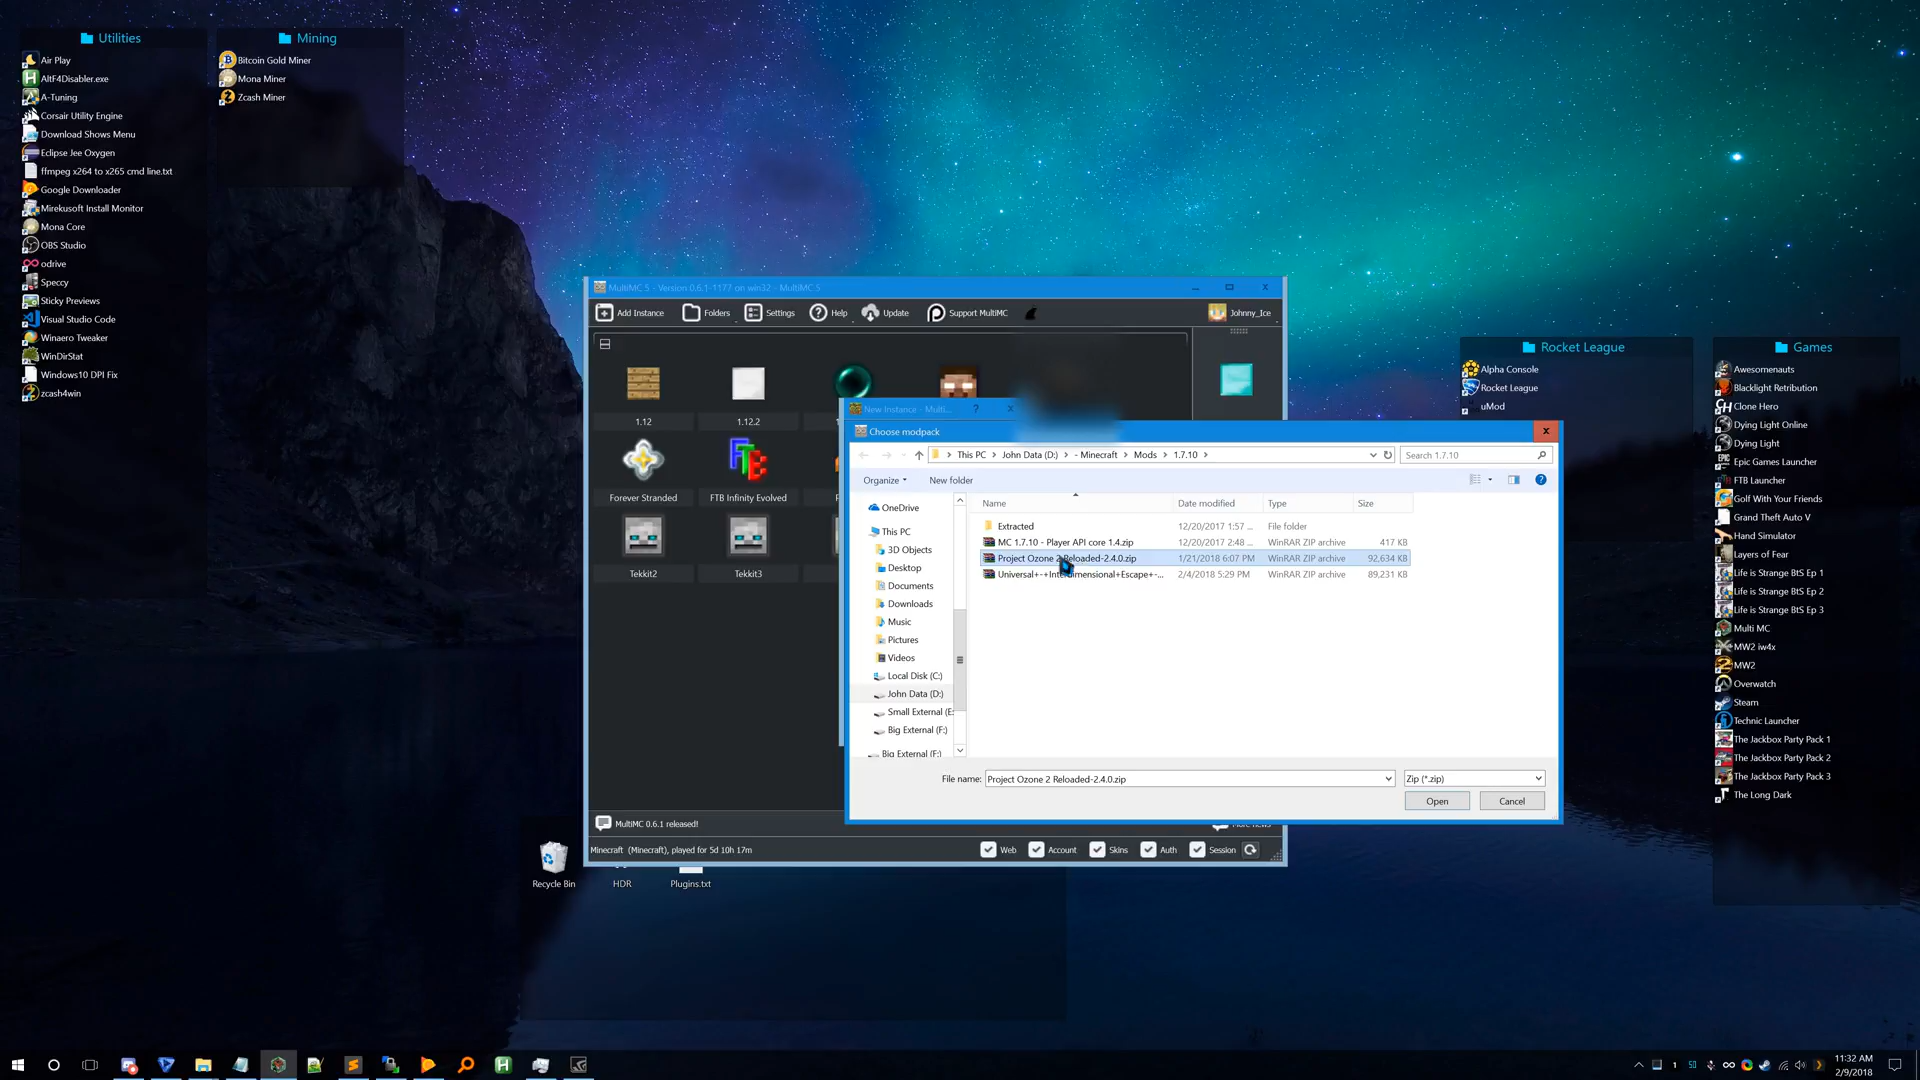 Utilities
Air Play
AltF4Disabler.exe
A-Tuning
Corsair Utility Engine
Download Shows Menu
Eclipse Jee Oxygen
ffmpeg x264 to x265 cmd line.txt
Google Downloader
Mirekusoft Install Monitor
Mona Core
OBS Studio
odrive
Speccy
Sticky Previews
Visual Studio Code
Winaero Tweaker
WinDirStat
Windows10 DPI Fix
zcash4win
Mining
Bitcoin Gold Miner
Mona Miner
Zcash Miner
MultiMC 5 - Version 0.6.1-1177 on win32 - MultiMC 5
Add Instance
Folders
Settings
Help
Update
Support MultiMC
Johnny_Ice
1.12
1.12.2
Forever Stranded
FTB Infinity Evolved
Tekkit2
Tekkit3
New Instance - Multi...
Choose modpack
This PC > John Data (D:) > - Minecraft > Mods > 1.7.10 >
Search 1.7.10
Organize
New folder
OneDrive
This PC
3D Objects
Desktop
Documents
Downloads
Music
Pictures
Videos
Local Disk (C:)
John Data (D:)
Small External (E:
Big External (F:)
Big External (F:)
Name Date modified Type Size
Extracted 12/20/2017 1:57 ... File folder
MC 1.7.10 - Player API core 1.4.zip 12/20/2017 2:48 ... WinRAR ZIP archive 417 KB
Project Ozone 2 Reloaded-2.4.0.zip 1/21/2018 6:07 PM WinRAR ZIP archive 92,634 KB
Universal+-+Interdimensional+Escape+-... 2/4/2018 5:29 PM WinRAR ZIP archive 89,231 KB
File name: Project Ozone 2 Reloaded-2.4.0.zip
Zip (*.zip)
Open
Cancel
MultiMC 0.6.1 released!
More news
Minecraft (Minecraft), played for 5d 10h 17m
Web
Account
Skins
Auth
Session
Recycle Bin
HDR
Plugins.txt
Rocket League
Alpha Console
Rocket League
uMod
Games
Awesomenauts
Blacklight Retribution
Clone Hero
Dying Light Online
Dying Light
Epic Games Launcher
FTB Launcher
Golf With Your Friends
Grand Theft Auto V
Hand Simulator
Layers of Fear
Life is Strange BtS Ep 1
Life is Strange BtS Ep 2
Life is Strange BtS Ep 3
Multi MC
MW2 iw4x
MW2
Overwatch
Steam
Technic Launcher
The Jackbox Party Pack 1
The Jackbox Party Pack 2
The Jackbox Party Pack 3
The Long Dark
11:32 AM
2/9/2018